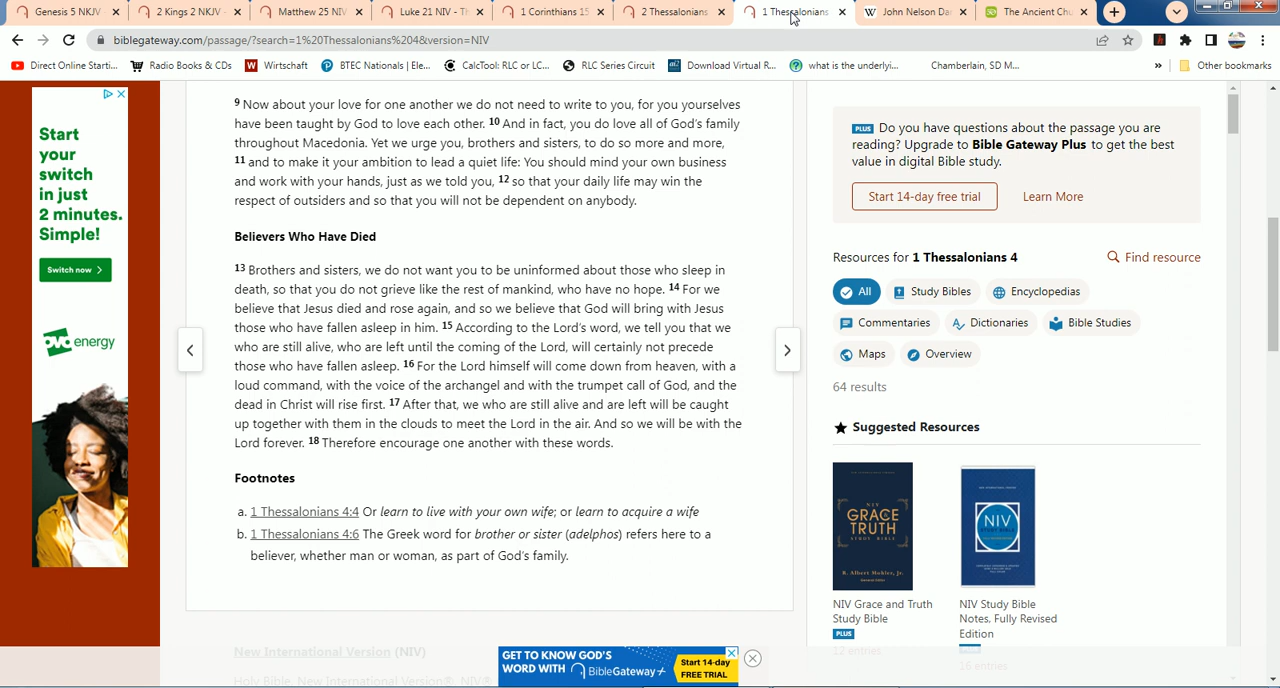 Genesis 5 NKJV -
2 Kings 2 NKJV -
Matthew 25 NIV
Luke 21 NIV - Tr
1 Corinthians 15
2 Thessalonians
1 Thessalonians
John Nelson Da
The Ancient Chu
biblegateway.com/passage/?search=1%20Thessalonians%204&version=NIV
Direct Online Starti...
Radio Books & CDs
Wirtschaft
BTEC Nationals | Ele...
CalcTool: RLC or L...
RLC Series Circuit
Download Virtual R...
what is the underlyi...
Chamberlain, SD M...
»
Other bookmarks
Start
your
switch
in just
2 minutes.
Simple!
Switch now >
OVO energy
9 Now about your love for one another we do not need to write to you, for you yourselves
have been taught by God to love each other. 10 And in fact, you do love all of God's family
throughout Macedonia. Yet we urge you, brothers and sisters, to do so more and more,
11 and to make it your ambition to lead a quiet life: You should mind your own business
and work with your hands, just as we told you, 12 so that your daily life may win the
respect of outsiders and so that you will not be dependent on anybody.
Believers Who Have Died
13 Brothers and sisters, we do not want you to be uninformed about those who sleep in
death, so that you do not grieve like the rest of mankind, who have no hope. 14 For we
believe that Jesus died and rose again, and so we believe that God will bring with Jesus
those who have fallen asleep in him. 15 According to the Lord's word, we tell you that we
who are still alive, who are left until the coming of the Lord, will certainly not precede
those who have fallen asleep. 16 For the Lord himself will come down from heaven, with a
loud command, with the voice of the archangel and with the trumpet call of God, and the
dead in Christ will rise first. 17 After that, we who are still alive and are left will be caught
up together with them in the clouds to meet the Lord in the air. And so we will be with the
Lord forever. 18 Therefore encourage one another with these words.
Footnotes
a. 1 Thessalonians 4:4 Or learn to live with your own wife; or learn to acquire a wife
b. 1 Thessalonians 4:6 The Greek word for brother or sister (adelphos) refers here to a
believer, whether man or woman, as part of God's family.
New International Version (NIV)
Holy Bible, New International Version®, NIV®
PLUS Do you have questions about the passage you are
reading? Upgrade to Bible Gateway Plus to get the best
value in digital Bible study.
Start 14-day free trial
Learn More
Resources for 1 Thessalonians 4
Find resource
All
Study Bibles
Encyclopedias
Commentaries
Dictionaries
Bible Studies
Maps
Overview
64 results
Suggested Resources
NIV
GRACE
AND
TRUTH
STUDY BIBLE
R. Albert Mohler, Jr.
NIV
STUDY BIBLE
NIV Grace and Truth
Study Bible
PLUS
12 entries
NIV Study Bible
Notes, Fully Revised
Edition
16 entries
GET TO KNOW GOD'S
WORD WITH BIBLEGATEWAY+
Start 14-day
FREE TRIAL